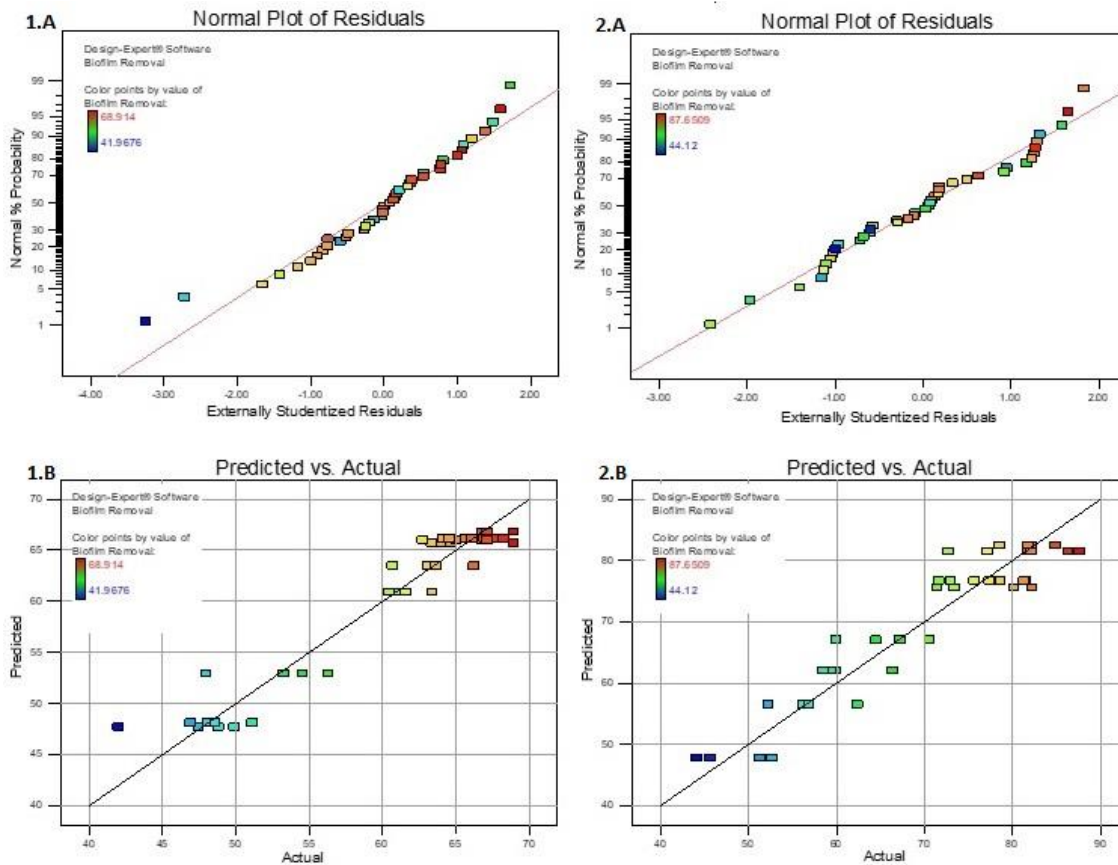 1.A
Normal Plot of Residuals
Design-Expert® Software
Biofilm Removal
Color points by value of
Biofilm Removal:
68.914
41.9676
Normal % Probability
99
95
90
80
70
50
30
20
10
5
1
-4.00 -3.00 -2.00 -1.00 0.00 1.00 2.00
Externally Studentized Residuals
2.A
Normal Plot of Residuals
Design-Expert® Software
Biofilm Removal
Color points by value of
Biofilm Removal:
87.6509
44.12
Normal % Probability
99
95
90
80
70
50
30
20
10
5
1
-3.00 -2.00 -1.00 0.00 1.00 2.00
Externally Studentized Residuals
1.B
Predicted vs. Actual
Design-Expert® Software
Biofilm Removal
Color points by value of
Biofilm Removal:
68.914
41.9676
Predicted
70
65
60
55
50
45
40
40 45 50 55 60 65 70
Actual
2.B
Predicted vs. Actual
Design-Expert® Software
Biofilm Removal
Color points by value of
Biofilm Removal:
87.6509
44.12
Predicted
90
80
70
60
50
40
40 50 60 70 80 90
Actual